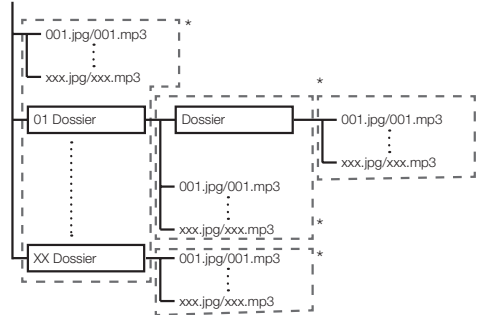 001.jpg/001.mp3 *
xxx.jpg/xxx.mp3
*
01 Dossier Dossier 001.jpg/001.mp3
xxx.jpg/xxx.mp3
001.jpg/001.mp3
xxx.jpg/xxx.mp3 *
XX Dossier 001.jpg/001.mp3 *
xxx.jpg/xxx.mp3